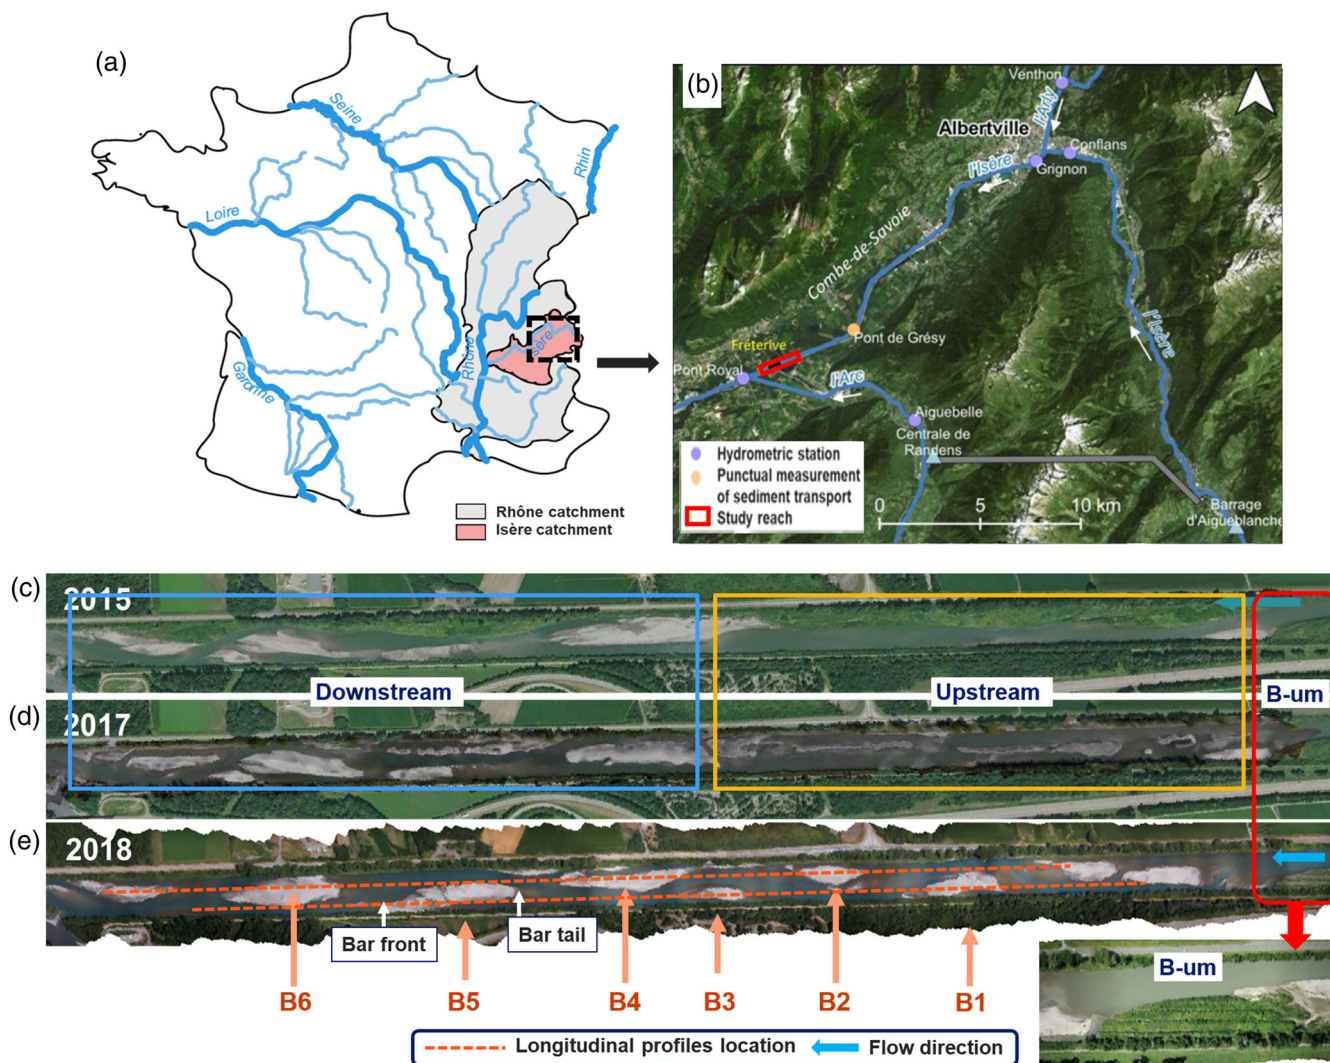 (a)
Seine
Rhin
Loire
Garonne
Rhône
Isère
Rhône catchment
Isère catchment
(b)
Venthon
l'Arly
Albertville
Conflans
l'Isère
Grignon
Combe-de-Savoie
l'Isère
Pont de Grésy
Fréterive
Pont Royal
l'Arc
Aiguebelle
Centrale de
Randens
Barrage
d'Aigueblanche
Hydrometric station
Punctual measurement
of sediment transport
Study reach
0 5 10 km
(c)
2015
Downstream
Upstream
B-um
(d)
2017
(e)
2018
Bar front
Bar tail
B6
B5
B4
B3
B2
B1
B-um
Longitudinal profiles location
Flow direction